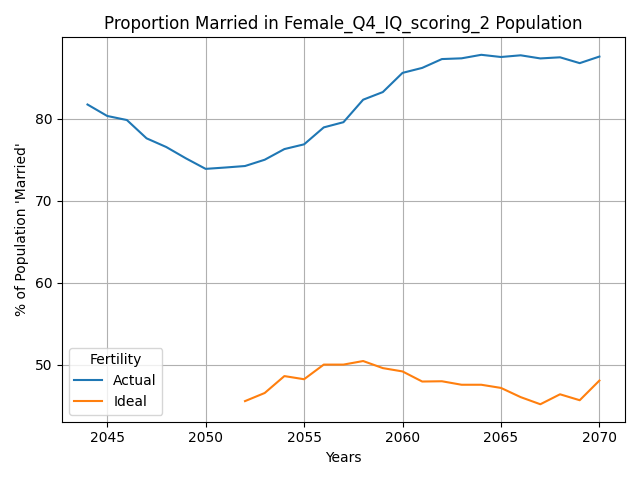 Proportion Married in Female_Q4_IQ_scoring_2 Population
% of Population 'Married'
80
70
60
50
Fertility
Actual
Ideal
2045 2050 2055 2060 2065 2070
Years